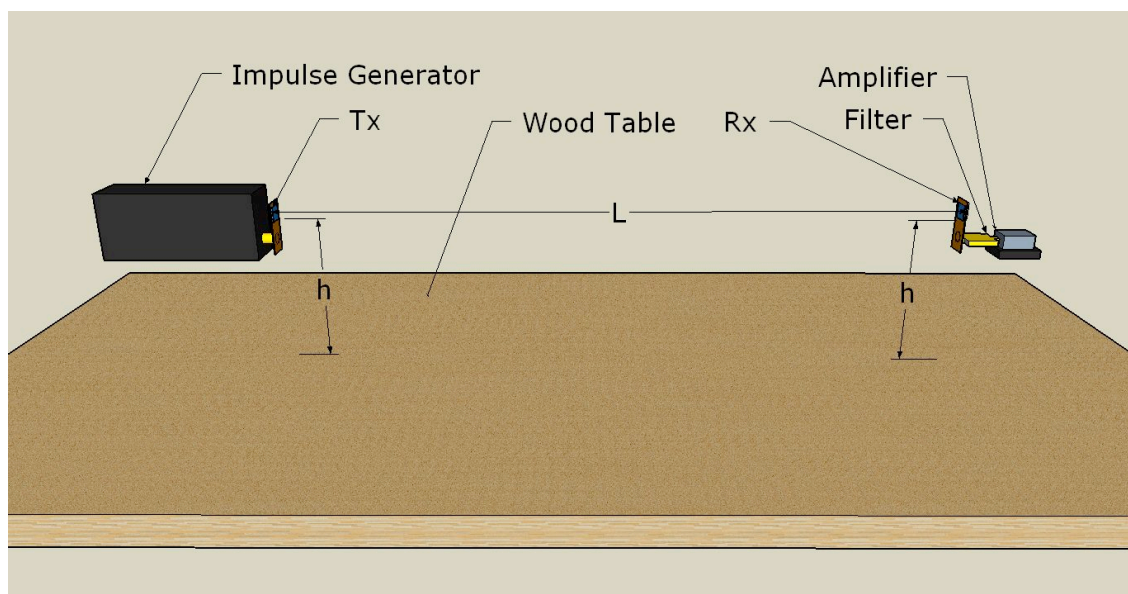 Impulse Generator
Amplifier
Tx
Wood Table
Rx
Filter
L
h
h